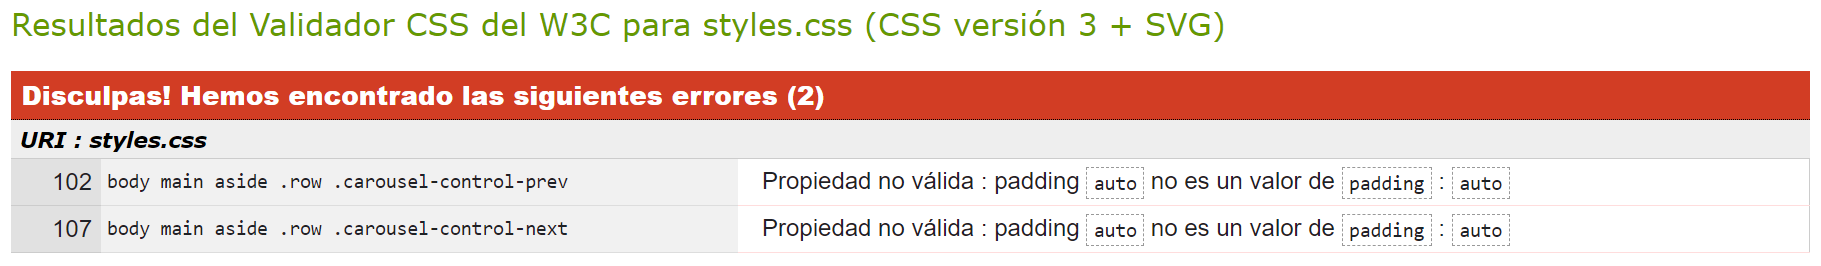 Resultados del Validador CSS del W3C para styles.css (CSS versión 3 + SVG)
Disculpas! Hemos encontrado las siguientes errores (2)
URI : styles.css
102 body main aside .row .carousel-control-prev Propiedad no válida : padding auto no es un valor de padding : auto
107 body main aside .row .carousel-control-next Propiedad no válida : padding auto no es un valor de padding : auto